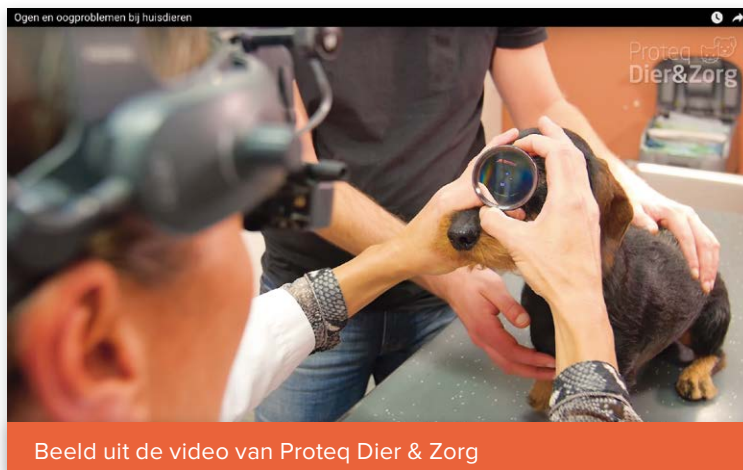 Ogen en oogproblemen bij huisdieren
Proteq
Dier&Zorg
Beeld uit de video van Proteq Dier & Zorg